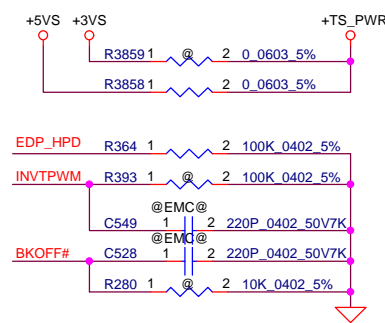 +5VS +3VS +TS_PWR
@
R3859 1 2 0_0603_5%
R3858 1 2 0_0603_5%
EDP_HPD R364 1 2 100K_0402_5%
INVTPWM R393 1 @ 2 100K_0402_5%
@EMC@
C549 1 2 220P_0402_50V7K
@EMC@
BKOFF# C528 1 2 220P_0402_50V7K
R280 1 @ 2 10K_0402_5%